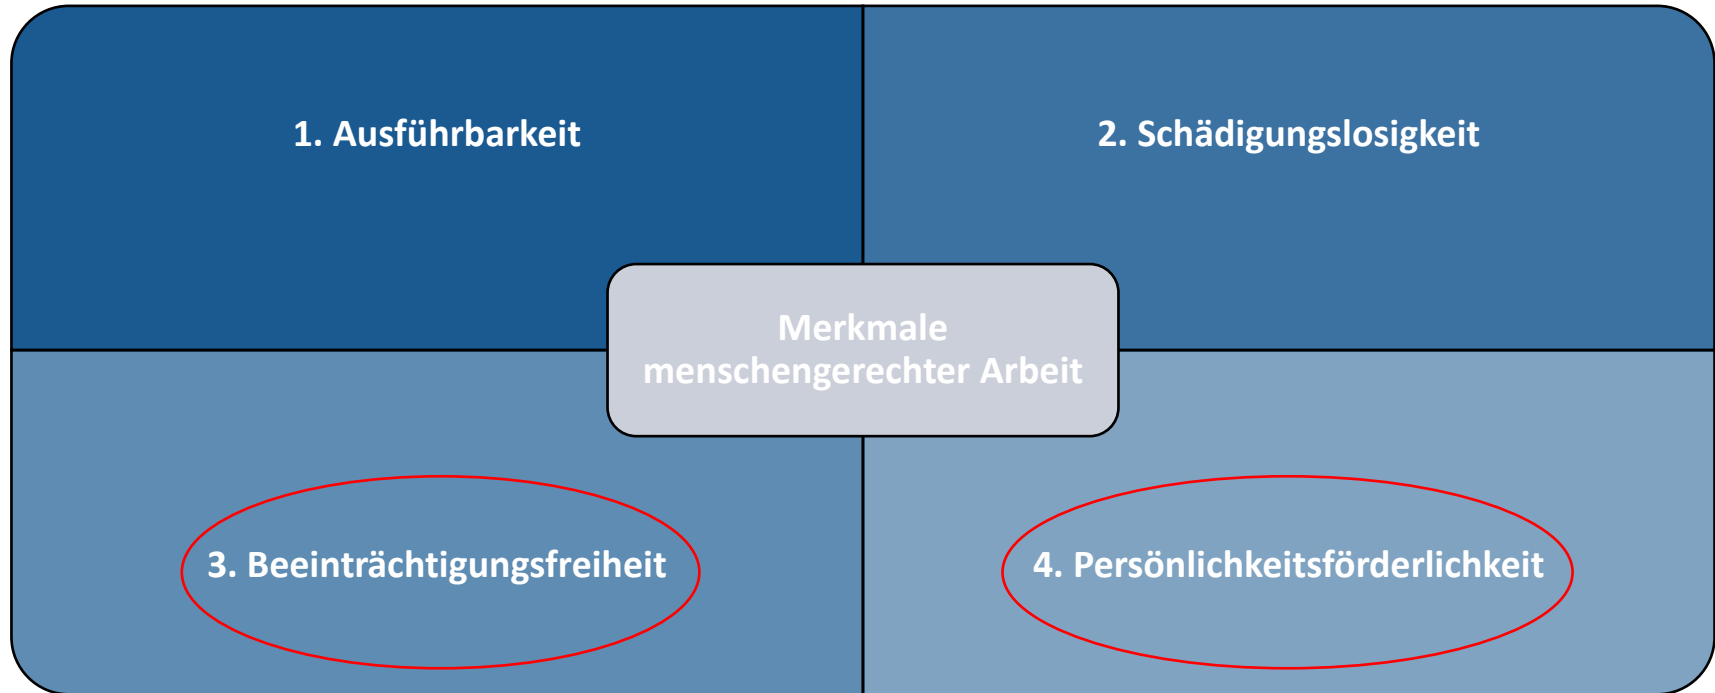 1. Ausführbarkeit
2. Schädigungslosigkeit
Merkmale
menschengerechter Arbeit
3. Beeinträchtigungsfreiheit
4. Persönlichkeitsförderlichkeit